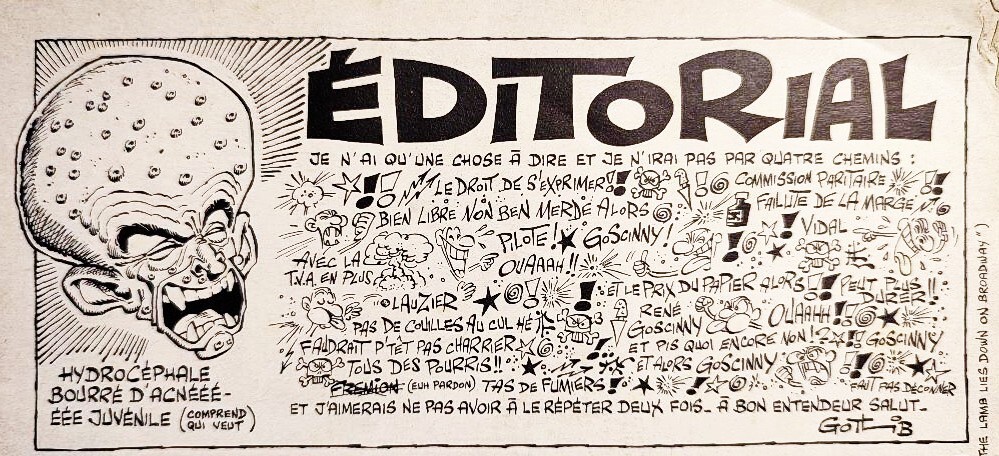 ÉDITORIAL
JE N'AI QU'UNE CHOSE À DIRE ET JE N'IRAI PAS PAR QUATRE CHEMINS :
LE DROIT DE S'EXPRIMER !! COMMISSION PARITAIRE !!
BIEN LIBRE NON BEN MERDE ALORS FAILLITE DE LA MARGE
AVEC LA PILOTE! GOSCINNY! ! VIDAL
T.V.A. EN PLUS OUAAAH!!
LAUZIER ET LE PRIX DU PAPIER ALORS! PEUT PLUS
DURER!!
PAS DE COUILLES AU CUL HÉ RENÉ OUAHH!
GOSCINNY
FAUDRAIT P'TÊT PAS CHARRIER ET PIS QUOI ENCORE NON!? GOSCINNY
TOUS DES POURRIS!! ET ALORS GOSCINNY
FREMION (EUH PARDON) TAS DE FUMIERS! FAUT PAS DÉCONNER
ET J'AIMERAIS NE PAS AVOIR À LE RÉPÉTER DEUX FOIS_ À BON ENTENDEUR SALUT_
GOTLIB
HYDROCÉPHALE
BOURRÉ D'ACNÉÉÉ-
ÉÉE JUVÉNILE (COMPREND
QUI VEUT)
THE LAMB LIES DOWN ON BROADWAY")